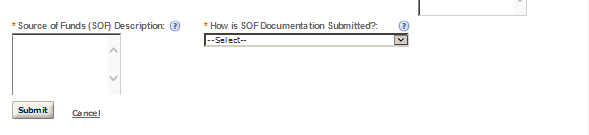 * Source of Funds (SOF) Description: ?
* How is SOF Documentation Submitted?: ?
--Select--
Submit
Cancel